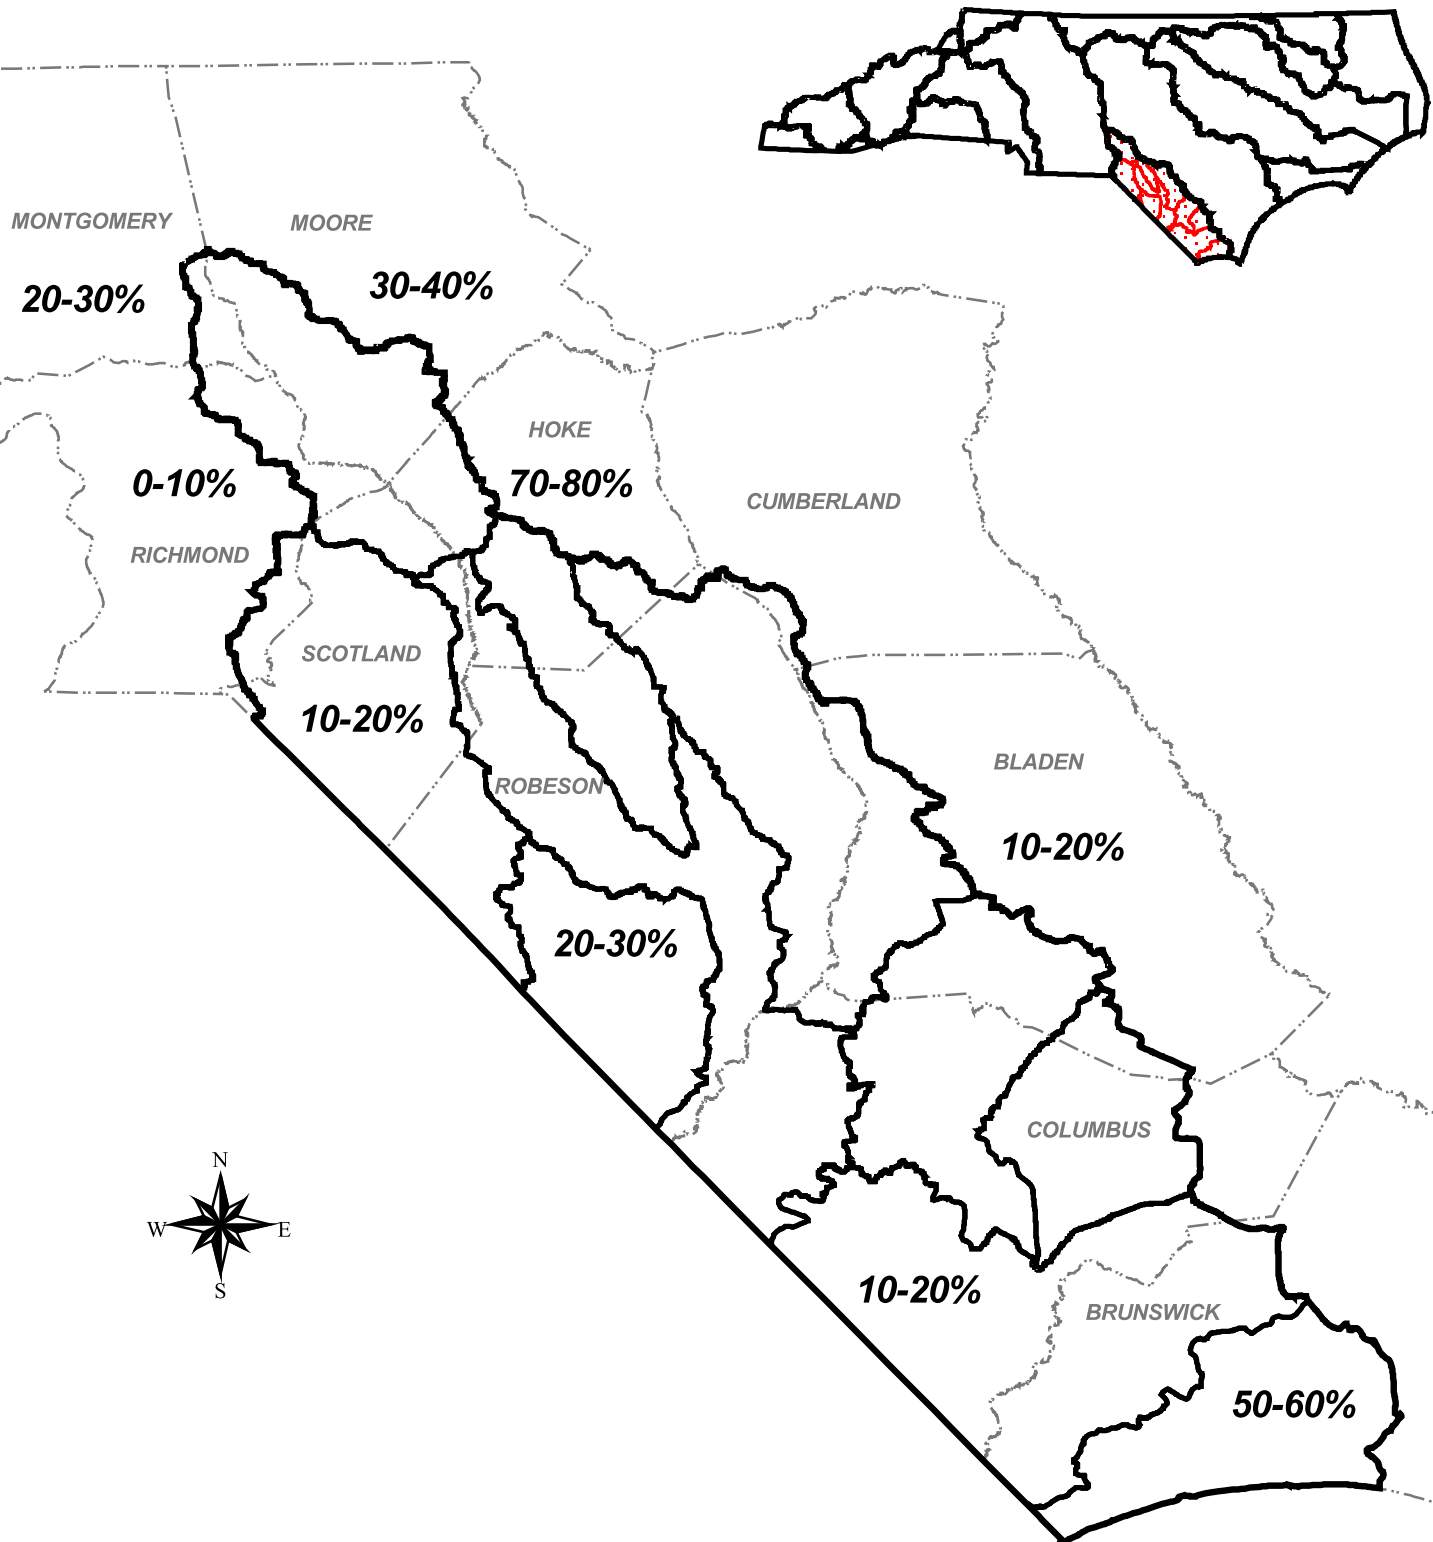 MONTGOMERY
MOORE
20-30%
30-40%
HOKE
0-10%
70-80%
CUMBERLAND
RICHMOND
SCOTLAND
10-20%
BLADEN
ROBESON
10-20%
20-30%
COLUMBUS
N
W
E
S
10-20%
BRUNSWICK
50-60%